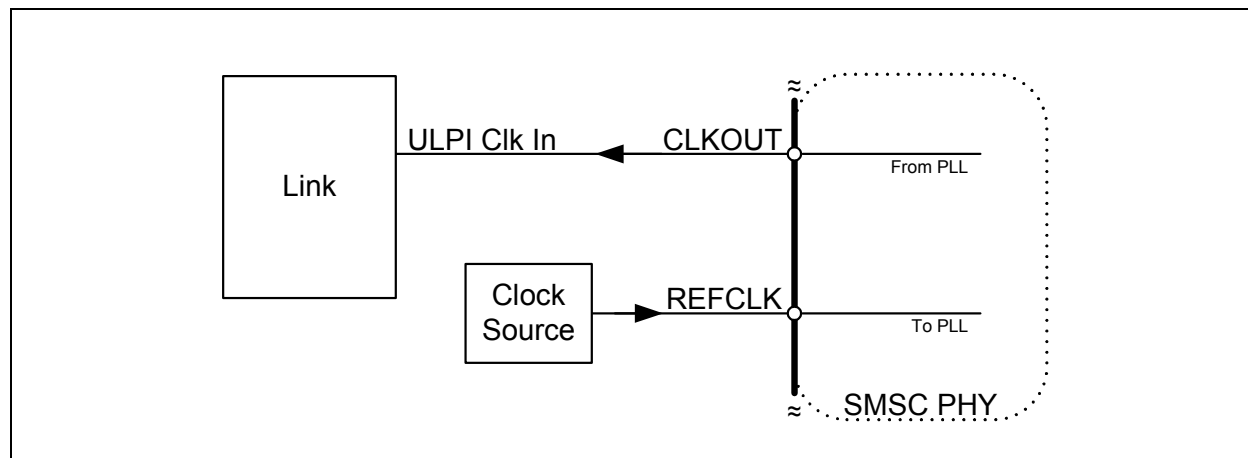 ULPI Clk In
CLKOUT
From PLL
Link
Clock
Source
REFCLK
To PLL
SMSC PHY